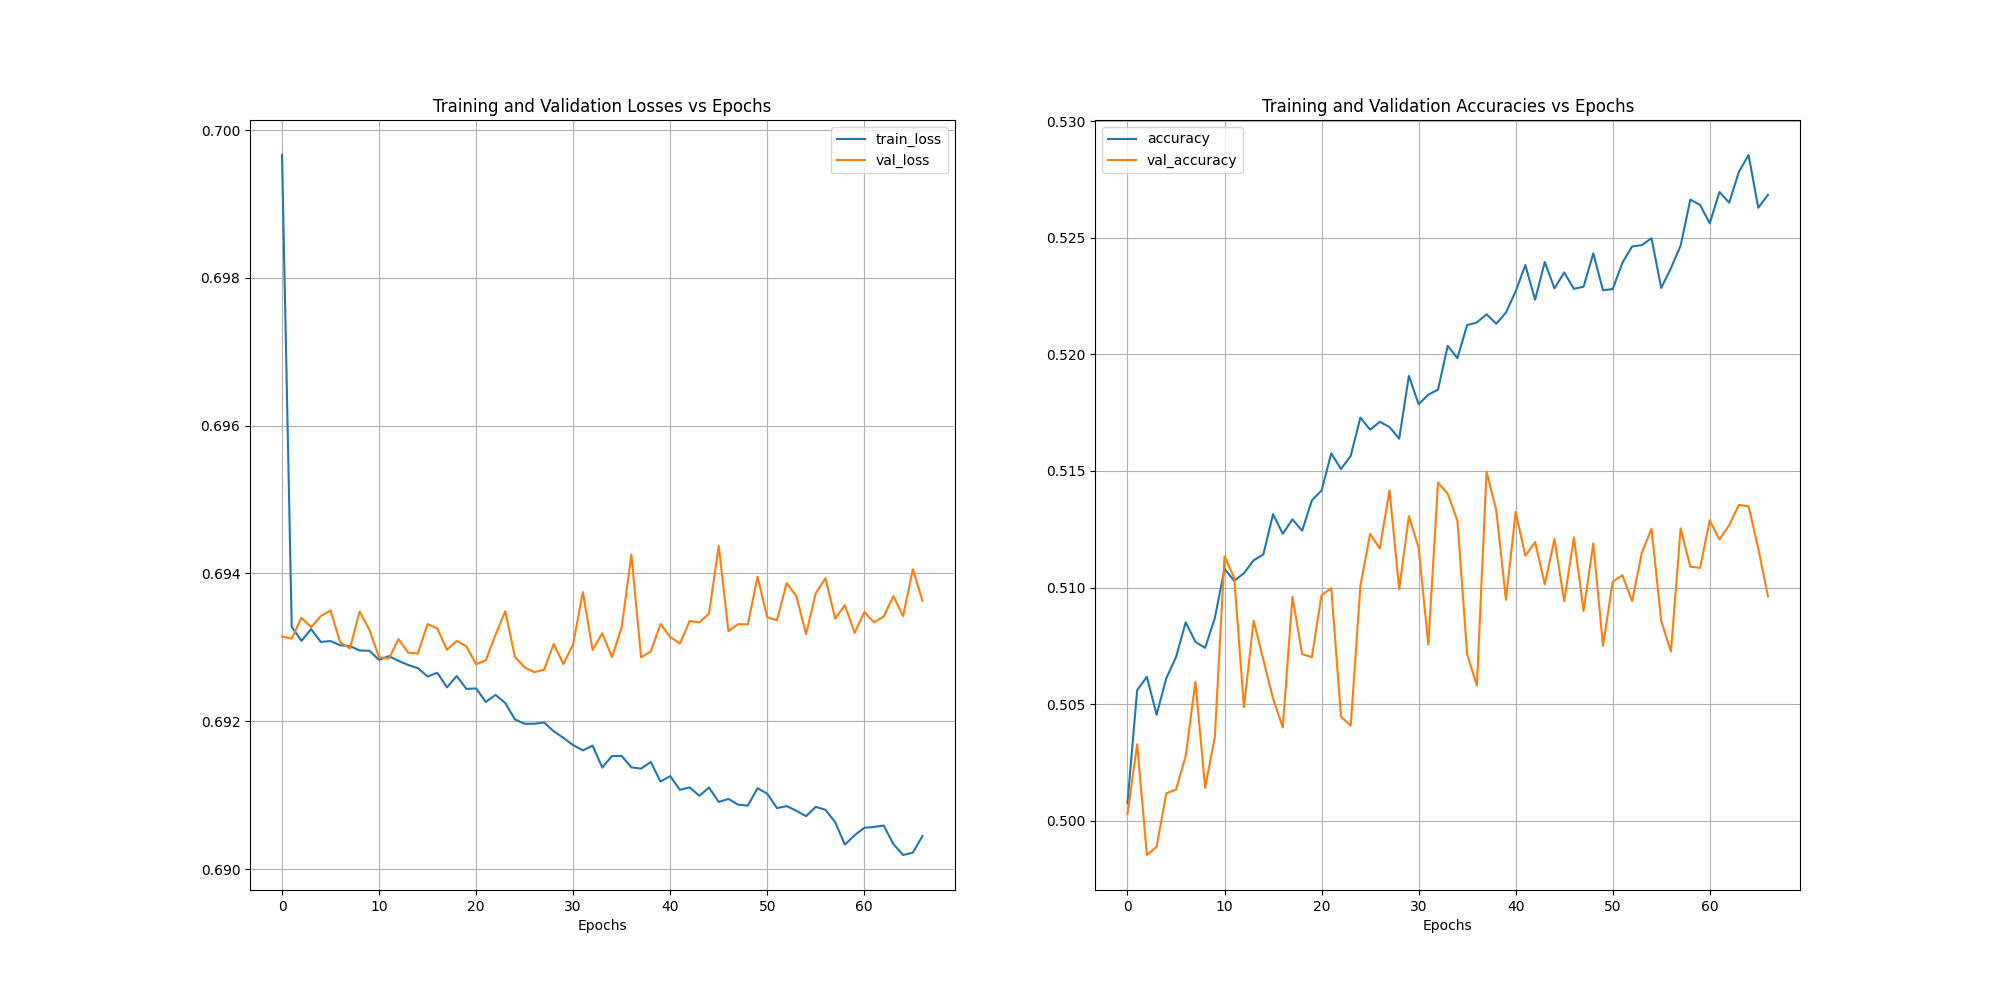 Training and Validation Losses vs Epochs
0.700
0.698
0.696
0.694
0.692
0.690
train_loss
val_loss
0 10 20 30 40 50 60
Epochs
Training and Validation Accuracies vs Epochs
0.530
0.525
0.520
0.515
0.510
0.505
0.500
accuracy
val_accuracy
0 10 20 30 40 50 60
Epochs